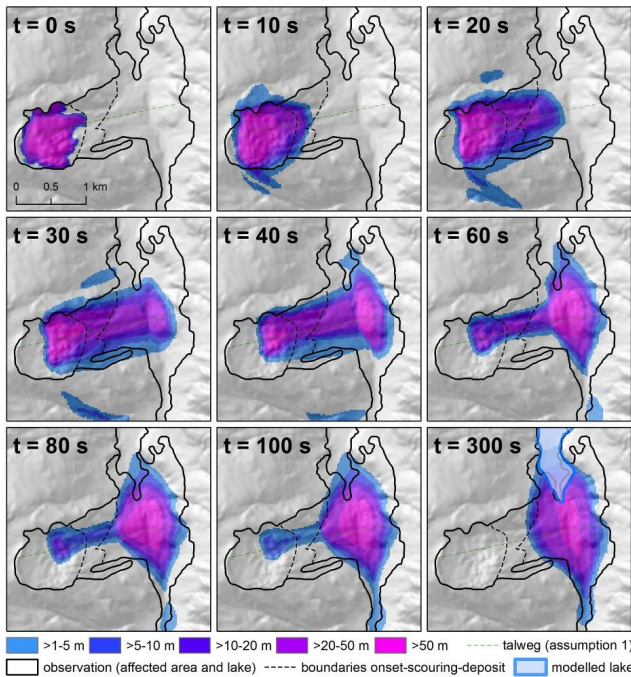 t = 0 s
t = 10 s
t = 20 s
0 0.5 1 km
t = 30 s
t = 40 s
t = 60 s
t = 80 s
t = 100 s
t = 300 s
>1-5 m >5-10 m >10-20 m >20-50 m >50 m talweg (assumption 1)
observation (affected area and lake) boundaries onset-scouring-deposit modelled lake